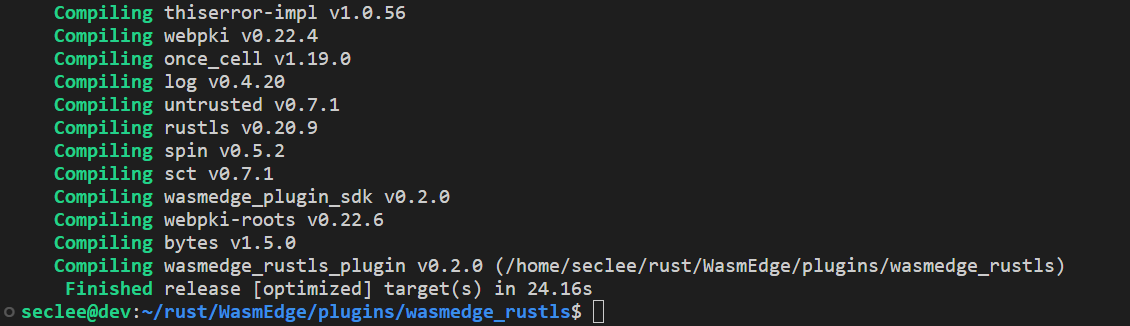 Compiling thiserror-impl v1.0.56
Compiling webpki v0.22.4
Compiling once_cell v1.19.0
Compiling log v0.4.20
Compiling untrusted v0.7.1
Compiling rustls v0.20.9
Compiling spin v0.5.2
Compiling sct v0.7.1
Compiling wasmedge_plugin_sdk v0.2.0
Compiling webpki-roots v0.22.6
Compiling bytes v1.5.0
Compiling wasmedge_rustls_plugin v0.2.0 (/home/seclee/rust/WasmEdge/plugins/wasmedge_rustls)
Finished release [optimized] target(s) in 24.16s
seclee@dev:~/rust/WasmEdge/plugins/wasmedge_rustls$